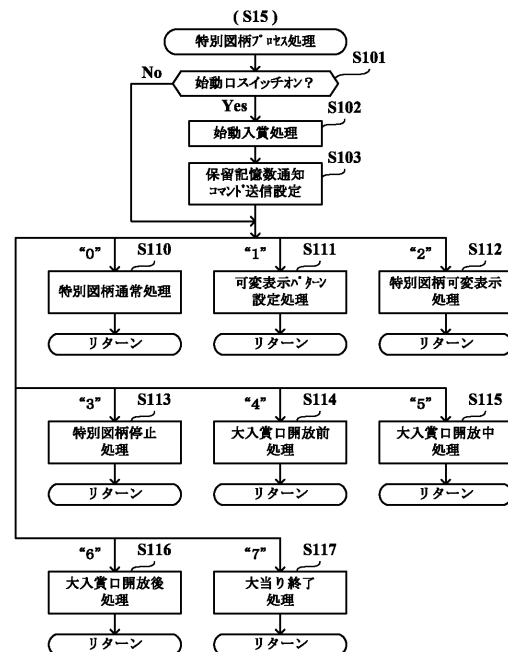 (S15)
特別図柄プロセス処理
No
始動口スイッチオン?
S101
Yes
始動入賞処理
S102
保留記憶数通知
コマンド送信設定
S103
“0”
S110
“1”
S111
“2”
S112
特別図柄通常処理
可変表示パターン
設定処理
特別図柄可変表示
処理
リターン
リターン
リターン
“3”
S113
“4”
S114
“5”
S115
特別図柄停止
処理
大入賞口開放前
処理
大入賞口開放中
処理
リターン
リターン
リターン
“6”
S116
“7”
S117
大入賞口開放後
処理
大当り終了
処理
リターン
リターン